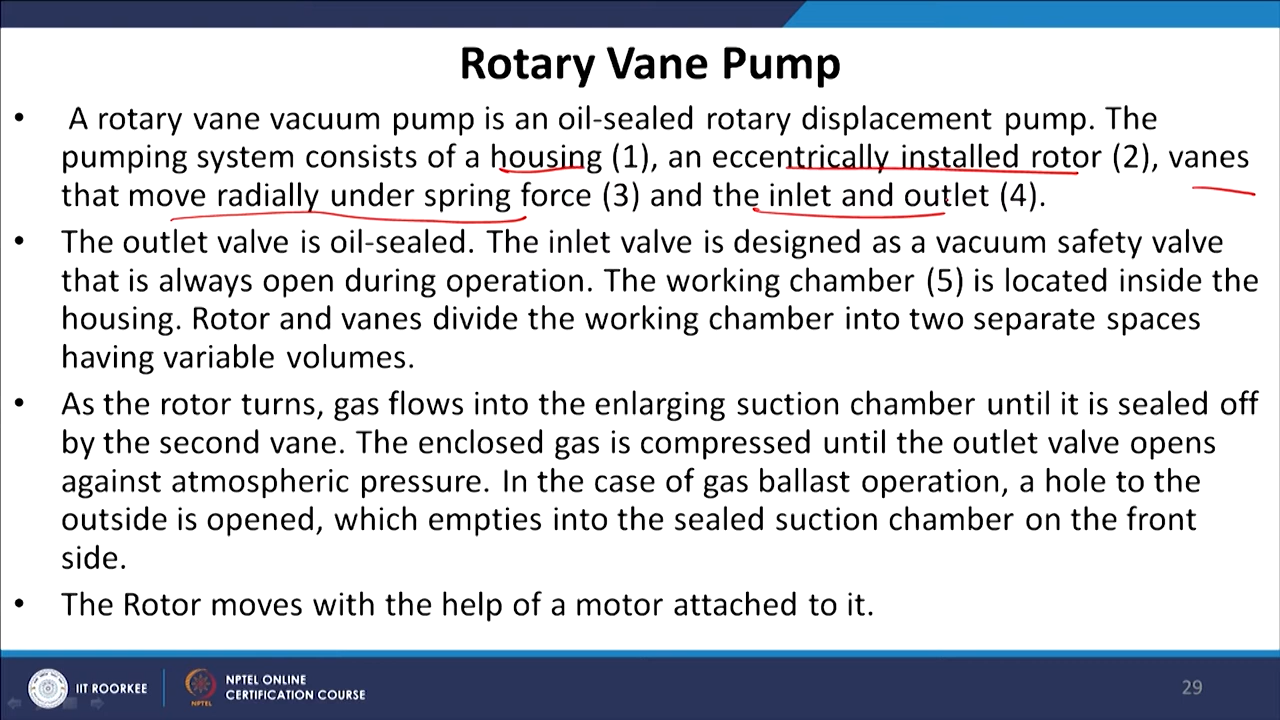 Rotary Vane Pump
• A rotary vane vacuum pump is an oil-sealed rotary displacement pump. The
pumping system consists of a housing (1), an eccentrically installed rotor (2), vanes
that move radially under spring force (3) and the inlet and outlet (4).
• The outlet valve is oil-sealed. The inlet valve is designed as a vacuum safety valve
that is always open during operation. The working chamber (5) is located inside the
housing. Rotor and vanes divide the working chamber into two separate spaces
having variable volumes.
• As the rotor turns, gas flows into the enlarging suction chamber until it is sealed off
by the second vane. The enclosed gas is compressed until the outlet valve opens
against atmospheric pressure. In the case of gas ballast operation, a hole to the
outside is opened, which empties into the sealed suction chamber on the front
side.
• The Rotor moves with the help of a motor attached to it.
IIT ROORKEE
NPTEL
NPTEL ONLINE
CERTIFICATION COURSE
29